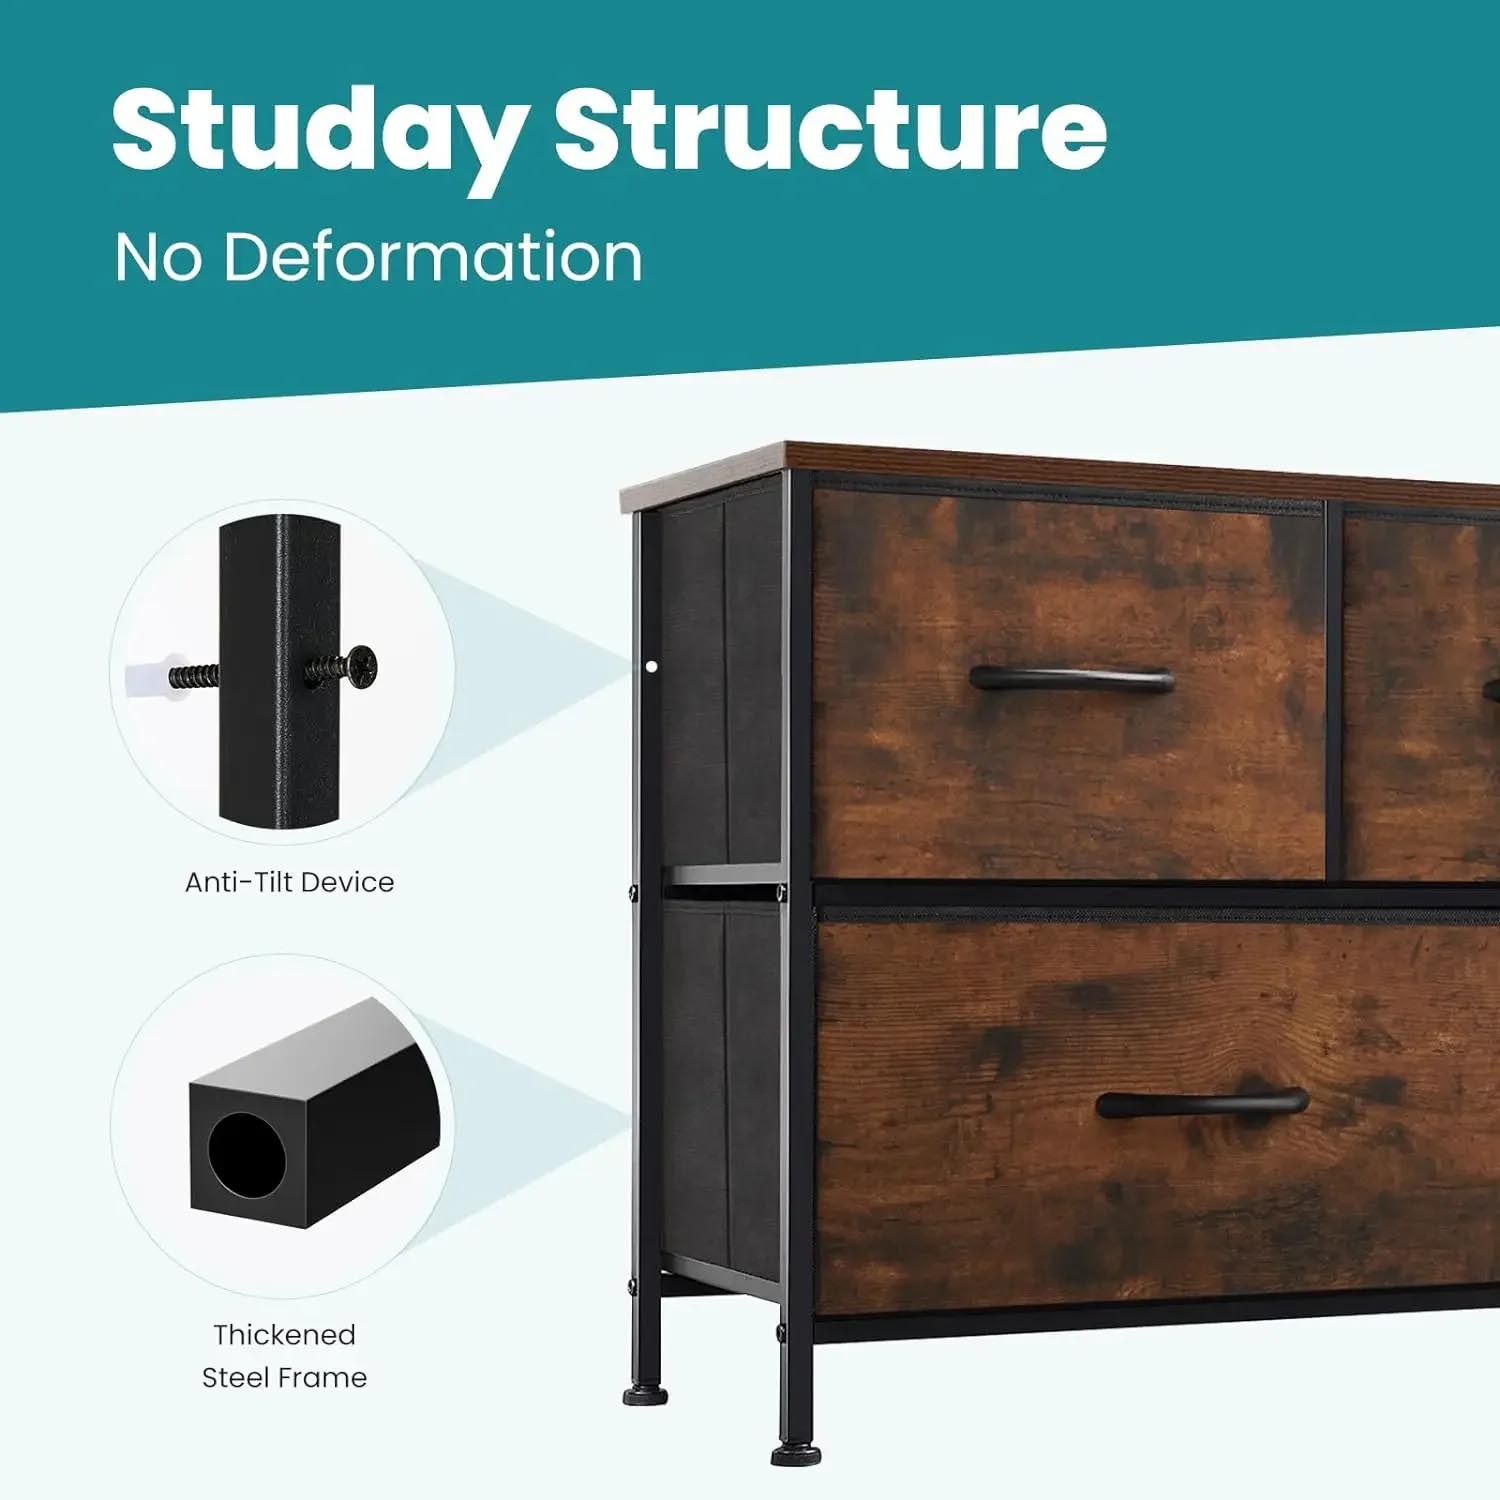 Studay Structure
No Deformation
Anti-Tilt Device
Thickened
Steel Frame